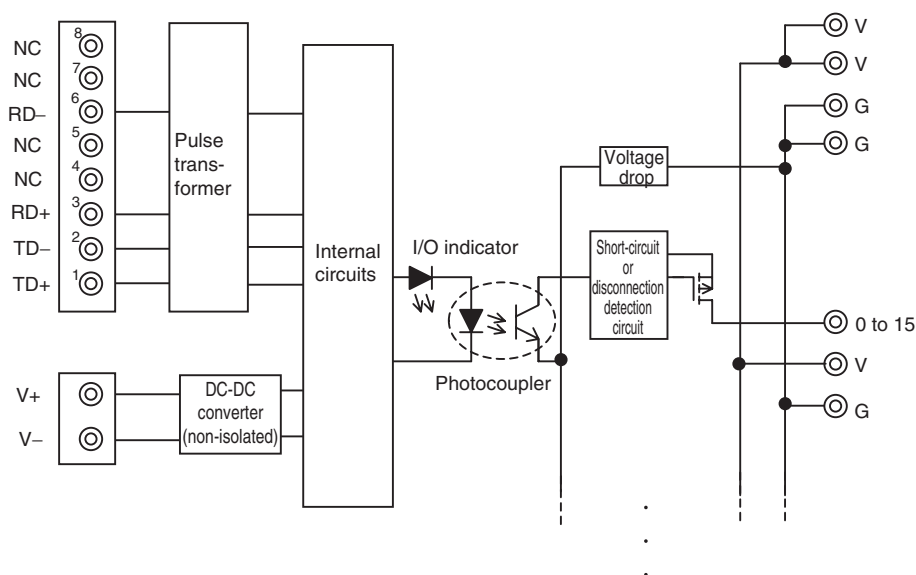 NC 8
NC 7
RD– 6
NC 5
NC 4
RD+ 3
TD– 2
TD+ 1
Pulse
trans-
former
Internal
circuits
V+
V–
DC-DC
converter
(non-isolated)
I/O indicator
Photocoupler
Voltage
drop
Short-circuit
or
disconnection
detection
circuit
V
V
G
G
0 to 15
V
G